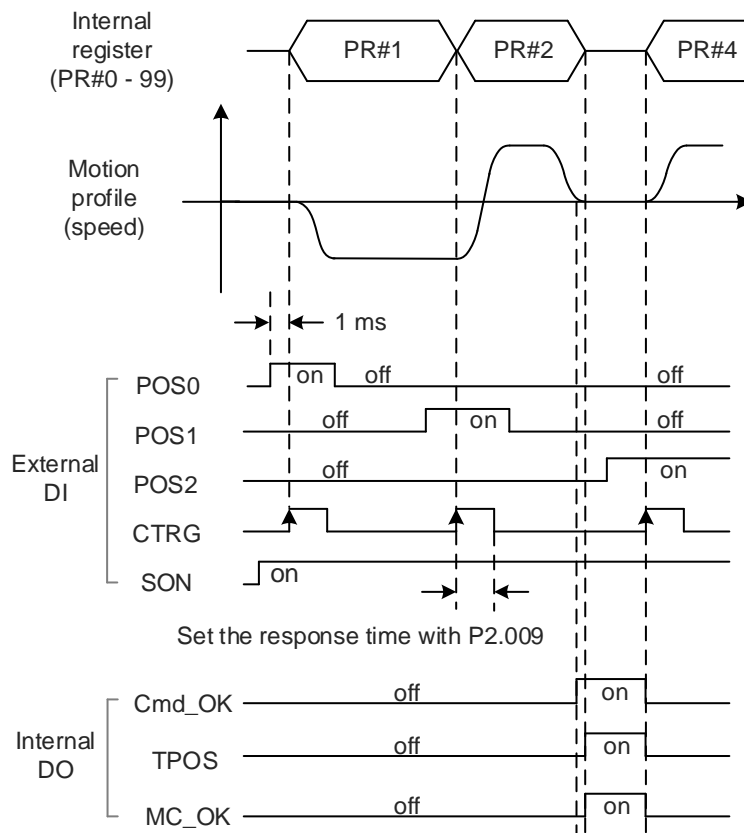 Internal
register
(PR#0 - 99)
PR#1
PR#2
PR#4
Motion
profile
(speed)
1 ms
External
DI
POS0
on
off
off
POS1
off
on
off
POS2
off
on
CTRG
SON
on
Set the response time with P2.009
Internal
DO
Cmd_OK
off
on
TPOS
off
on
MC_OK
off
on